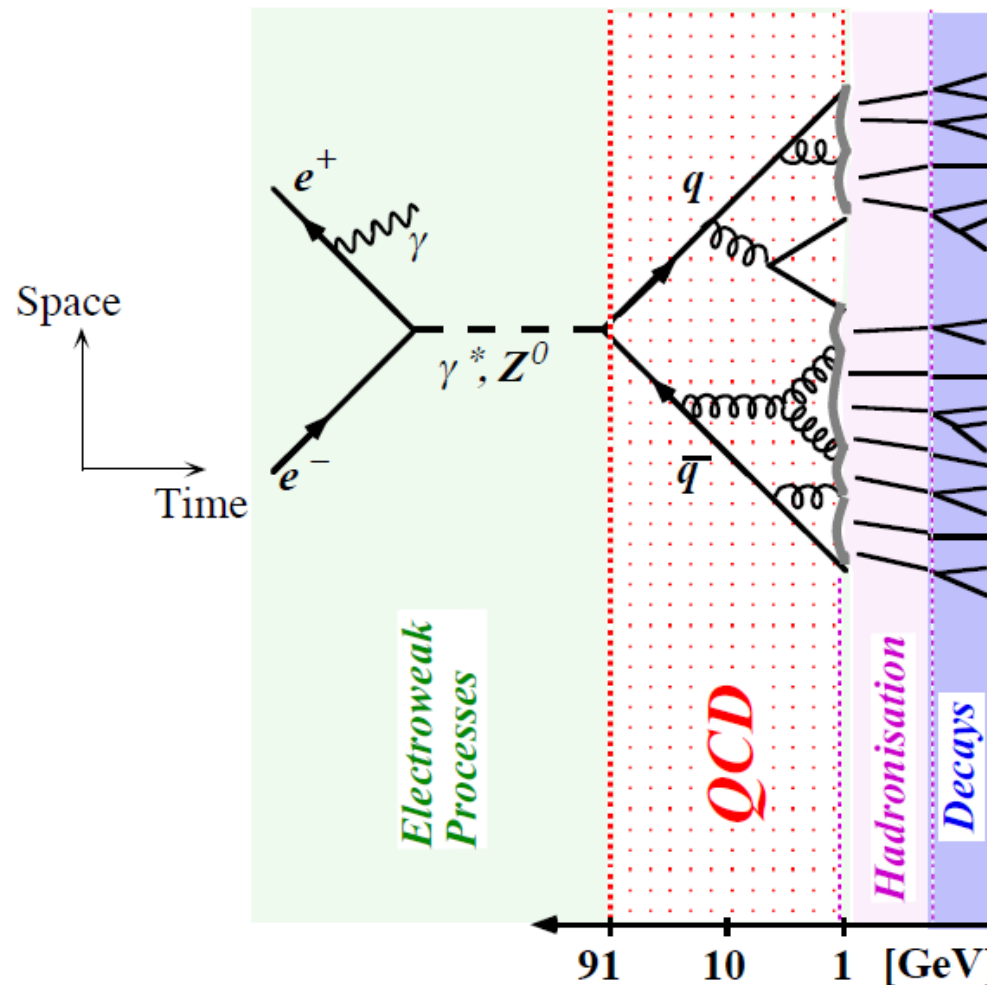 e⁺
γ
q
Space
γ*, Z⁰
Time
e⁻
q̅
Electroweak
Processes
QCD
Hadronisation
Decays
91 10 1 [GeV]